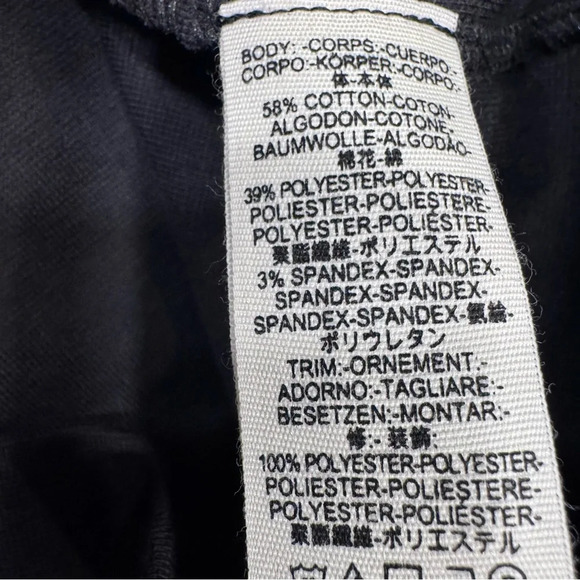 BODY:-CORPS:-CUERPO:-
CORPO:-KÖRPER:-CORPO:-
体-本体
58% COTTON-COTON-
ALGODON-COTONE,
BAUMWOLLE-ALGODÃO-
棉花-綿
39% POLYESTER-POLYESTER-
POLIESTER-POLIESTERE-
POLYESTER-POLIÉSTER-
聚酯纖維-ポリエステル
3% SPANDEX-SPANDEX-
SPANDEX-SPANDEX-
SPANDEX-SPANDEX-氨綸-
ポリウレタン
TRIM:-ORNEMENT:-
ADORNO:-TAGLIARE:-
BESETZEN:-MONTAR:-
修:-装飾:
100% POLYESTER-POLYESTER-
POLIESTER-POLIESTERE-
POLYESTER-POLIÉSTER-
聚酯纖維-ポリエステル